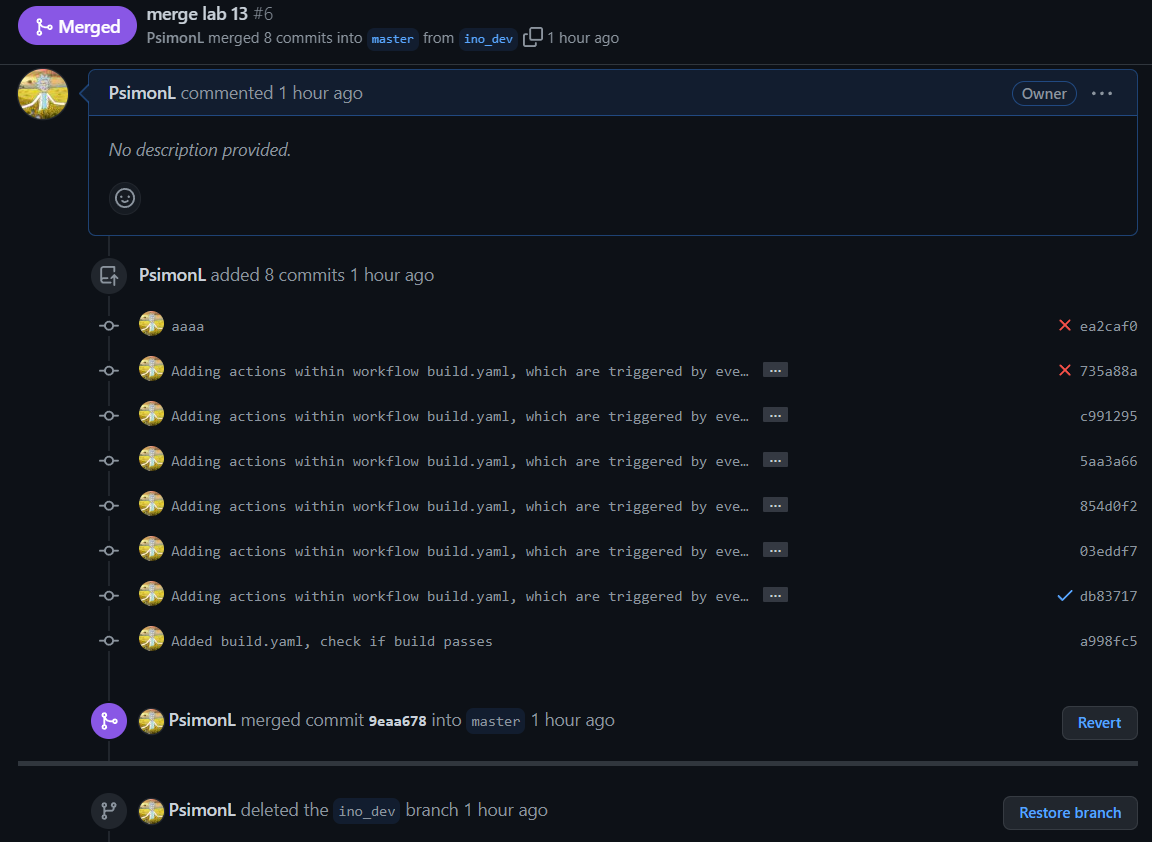 Merged
merge lab 13 #6
PsimonL merged 8 commits into master from ino_dev 1 hour ago
PsimonL commented 1 hour ago
Owner
No description provided.
PsimonL added 8 commits 1 hour ago
aaaa ea2caf0
Adding actions within workflow build.yaml, which are triggered by eve… … 735a88a
Adding actions within workflow build.yaml, which are triggered by eve… … c991295
Adding actions within workflow build.yaml, which are triggered by eve… … 5aa3a66
Adding actions within workflow build.yaml, which are triggered by eve… … 854d0f2
Adding actions within workflow build.yaml, which are triggered by eve… … 03eddf7
Adding actions within workflow build.yaml, which are triggered by eve… … db83717
Added build.yaml, check if build passes a998fc5
PsimonL merged commit 9eaa678 into master 1 hour ago
Revert
PsimonL deleted the ino_dev branch 1 hour ago
Restore branch